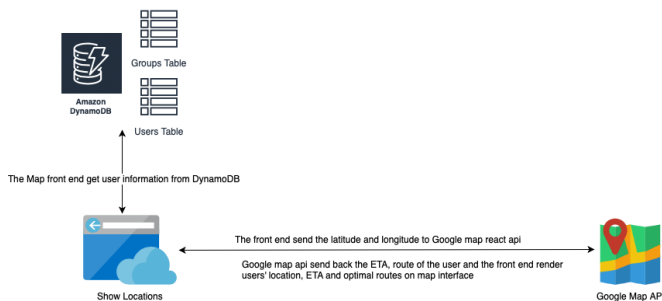 Groups Table
Amazon
DynamoDB
Users Table
The Map front end get user information from DynamoDB
The front end send the latitude and longitude to Google map react api
Google map api send back the ETA, route of the user and the front end render
users' location, ETA and optimal routes on map interface
Show Locations
Google Map AP